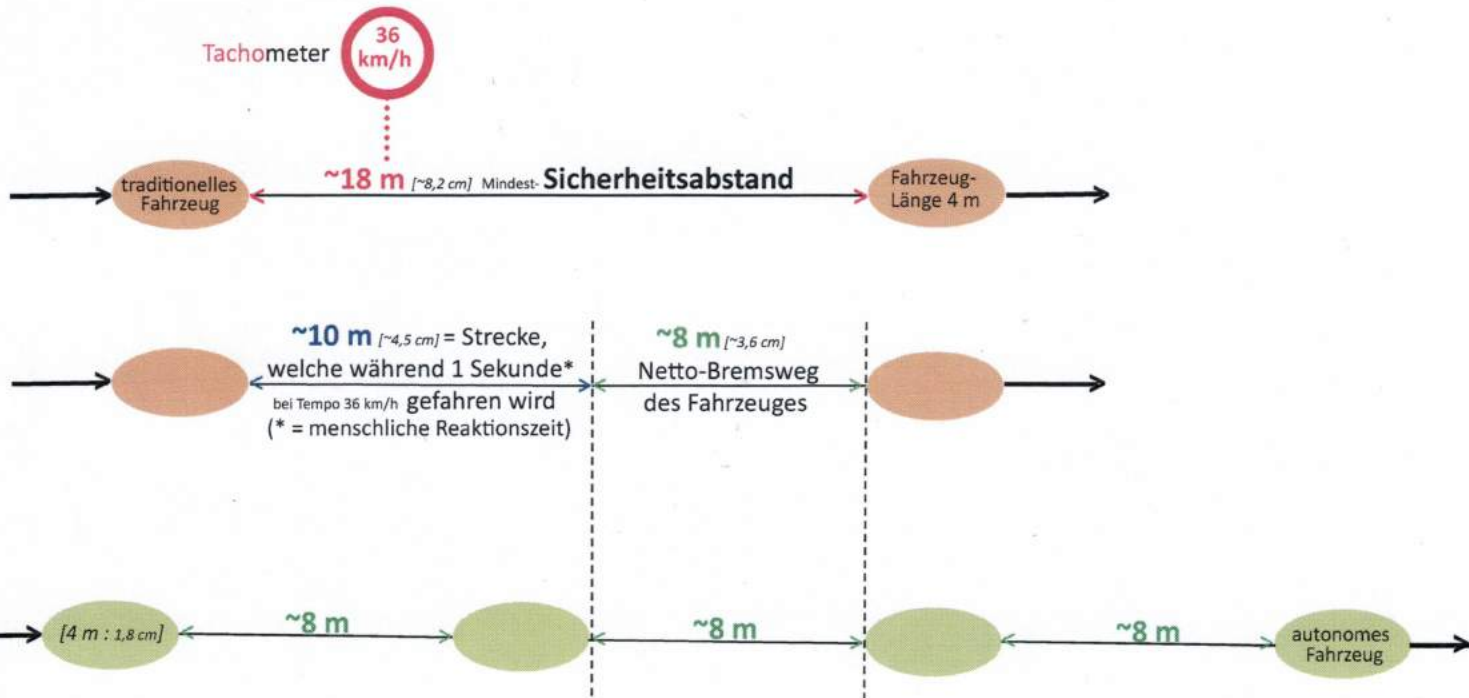 36
km/h
Tachometer
traditionelles
Fahrzeug
~18 m [~8,2 cm] Mindest- Sicherheitsabstand
Fahrzeug-
Länge 4 m
~10 m [~4,5 cm] = Strecke,
welche während 1 Sekunde*
bei Tempo 36 km/h gefahren wird
(* = menschliche Reaktionszeit)
~8 m [~3,6 cm]
Netto-Bremsweg
des Fahrzeuges
[4 m : 1,8 cm]
~8 m
~8 m
~8 m
autonomes
Fahrzeug